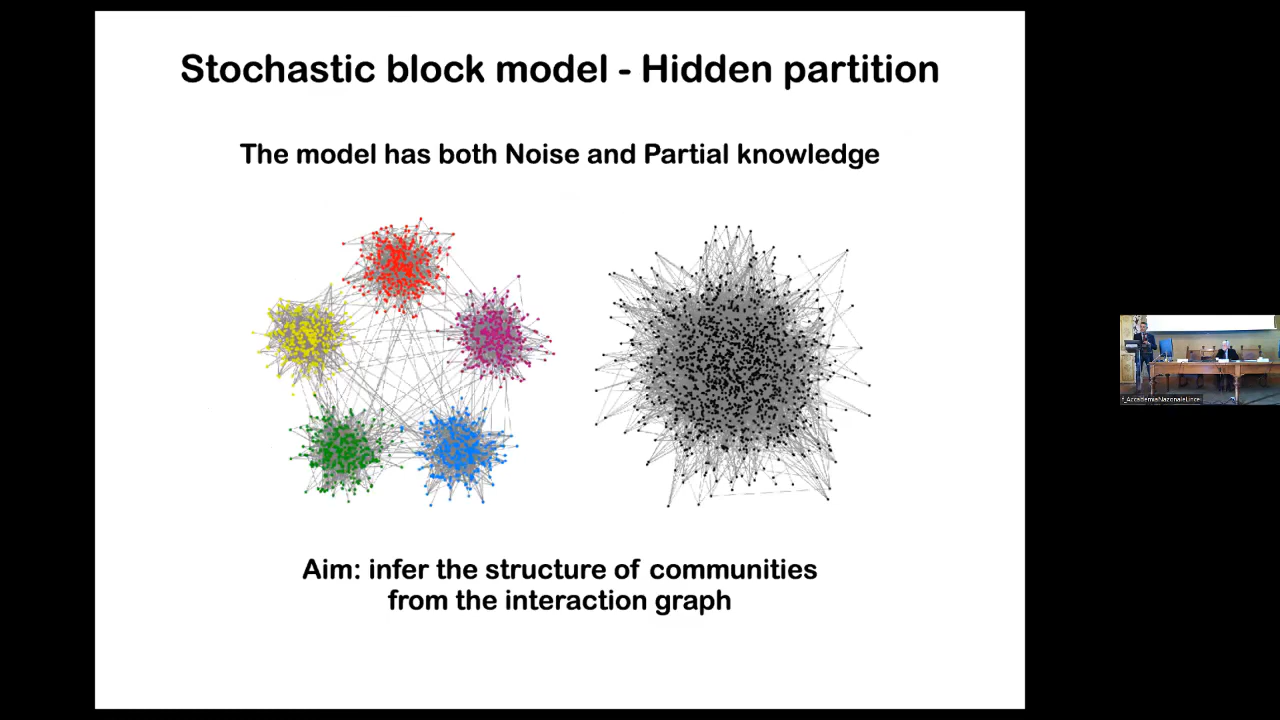 Stochastic block model - Hidden partition
The model has both Noise and Partial knowledge
Aim: infer the structure of communities
from the interaction graph
f_AccademiaNazionaleLincei